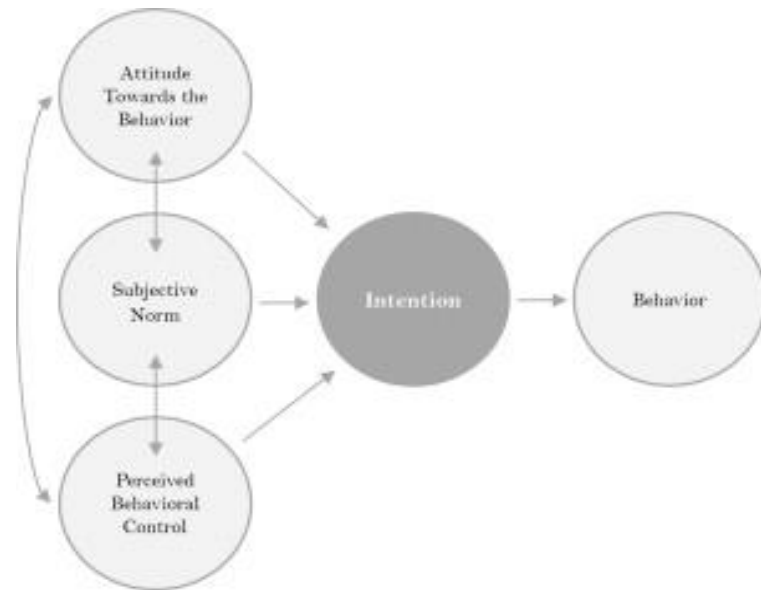 Attitude
Towards the
Behavior
Subjective
Norm
Intention
Behavior
Perceived
Behavioral
Control